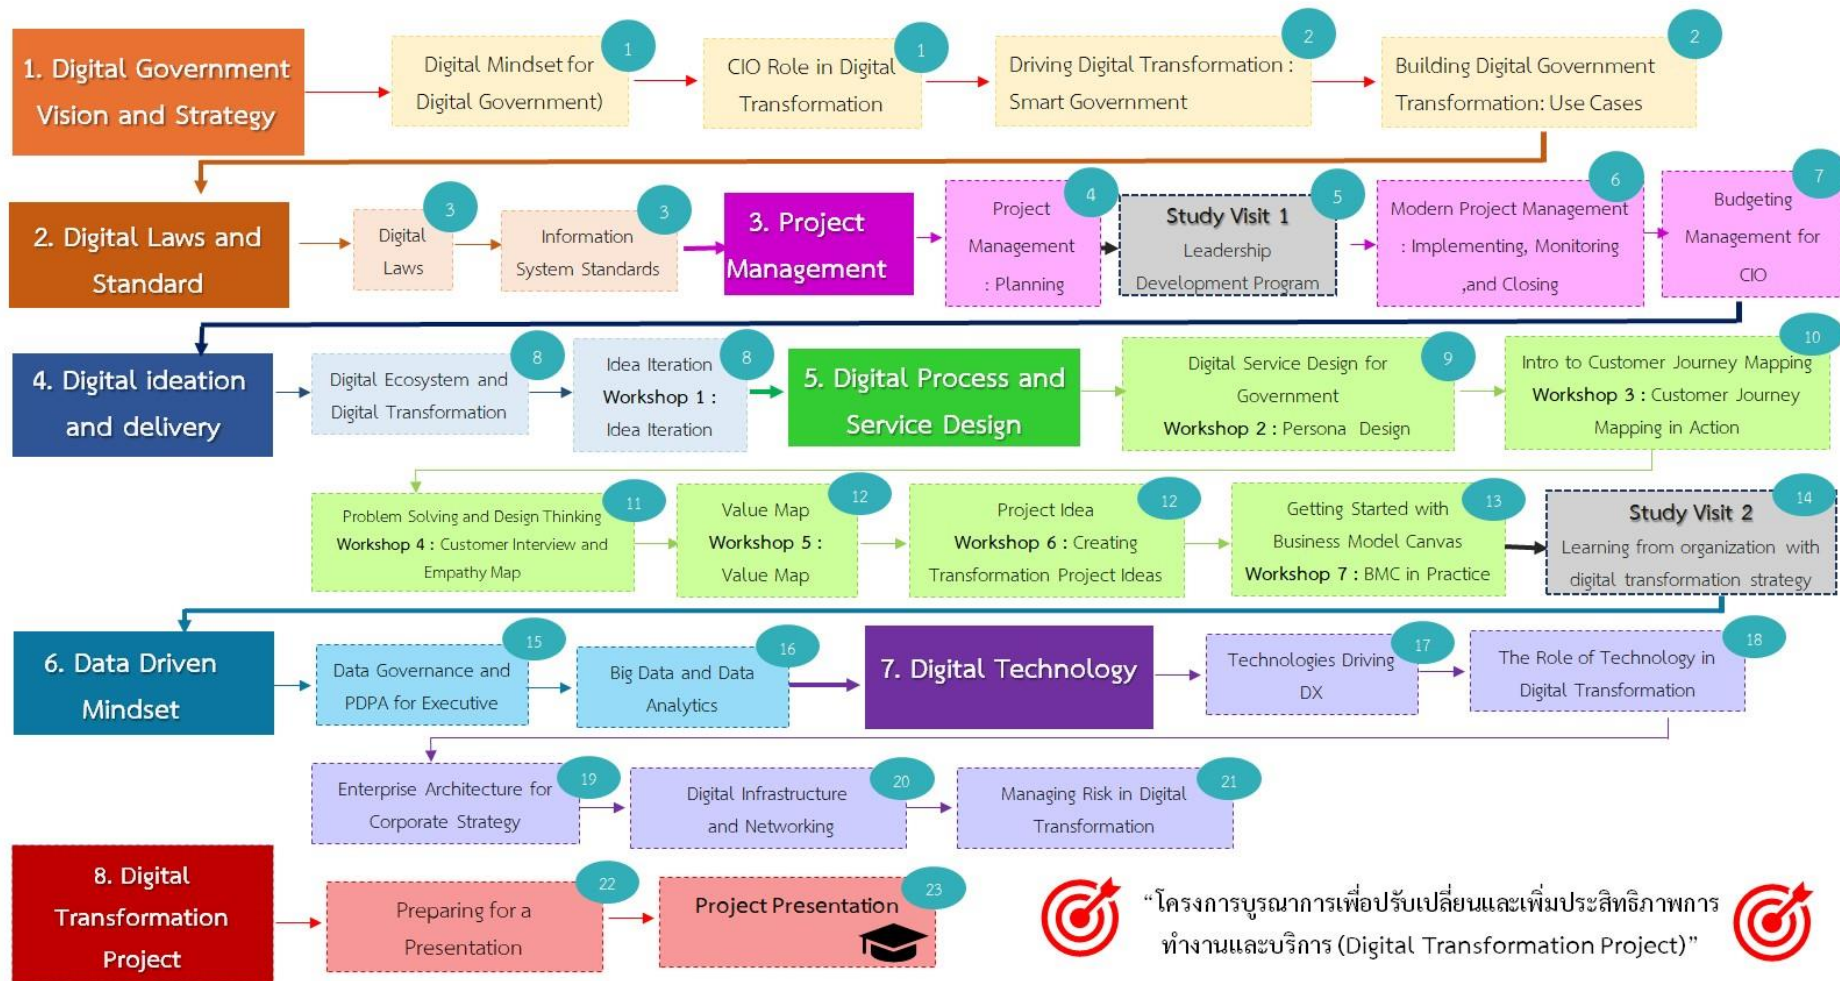 1. Digital Government
Vision and Strategy
1
Digital Mindset for
Digital Government)
1
CIO Role in Digital
Transformation
2
Driving Digital Transformation :
Smart Government
2
Building Digital Government
Transformation: Use Cases
2. Digital Laws and
Standard
3
Digital
Laws
3
Information
System Standards
3. Project
Management
4
Project
Management
: Planning
5
Study Visit 1
Leadership
Development Program
6
Modern Project Management
: Implementing, Monitoring
,and Closing
7
Budgeting
Management for
CIO
4. Digital ideation
and delivery
8
Digital Ecosystem and
Digital Transformation
8
Idea Iteration
Workshop 1 :
Idea Iteration
5. Digital Process and
Service Design
9
Digital Service Design for
Government
Workshop 2 : Persona Design
10
Intro to Customer Journey Mapping
Workshop 3 : Customer Journey
Mapping in Action
11
Problem Solving and Design Thinking
Workshop 4 : Customer Interview and
Empathy Map
12
Value Map
Workshop 5 :
Value Map
12
Project Idea
Workshop 6 : Creating
Transformation Project Ideas
13
Getting Started with
Business Model Canvas
Workshop 7 : BMC in Practice
14
Study Visit 2
Learning from organization with
digital transformation strategy
6. Data Driven
Mindset
15
Data Governance and
PDPA for Executive
16
Big Data and Data
Analytics
7. Digital Technology
17
Technologies Driving
DX
18
The Role of Technology in
Digital Transformation
19
Enterprise Architecture for
Corporate Strategy
20
Digital Infrastructure
and Networking
21
Managing Risk in Digital
Transformation
8. Digital
Transformation
Project
22
Preparing for a
Presentation
23
Project Presentation
“โครงการบูรณาการเพื่อปรับเปลี่ยนและเพิ่มประสิทธิภาพการ
ทำงานและบริการ (Digital Transformation Project)”